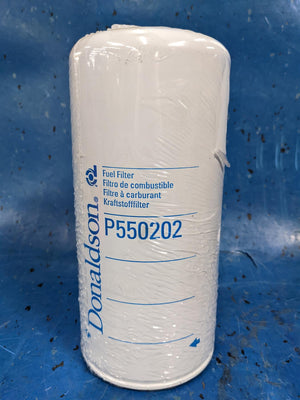 Donaldson®
Fuel Filter
Filtro de combustible
Filtre à carburant
Kraftstofffilter
P550202